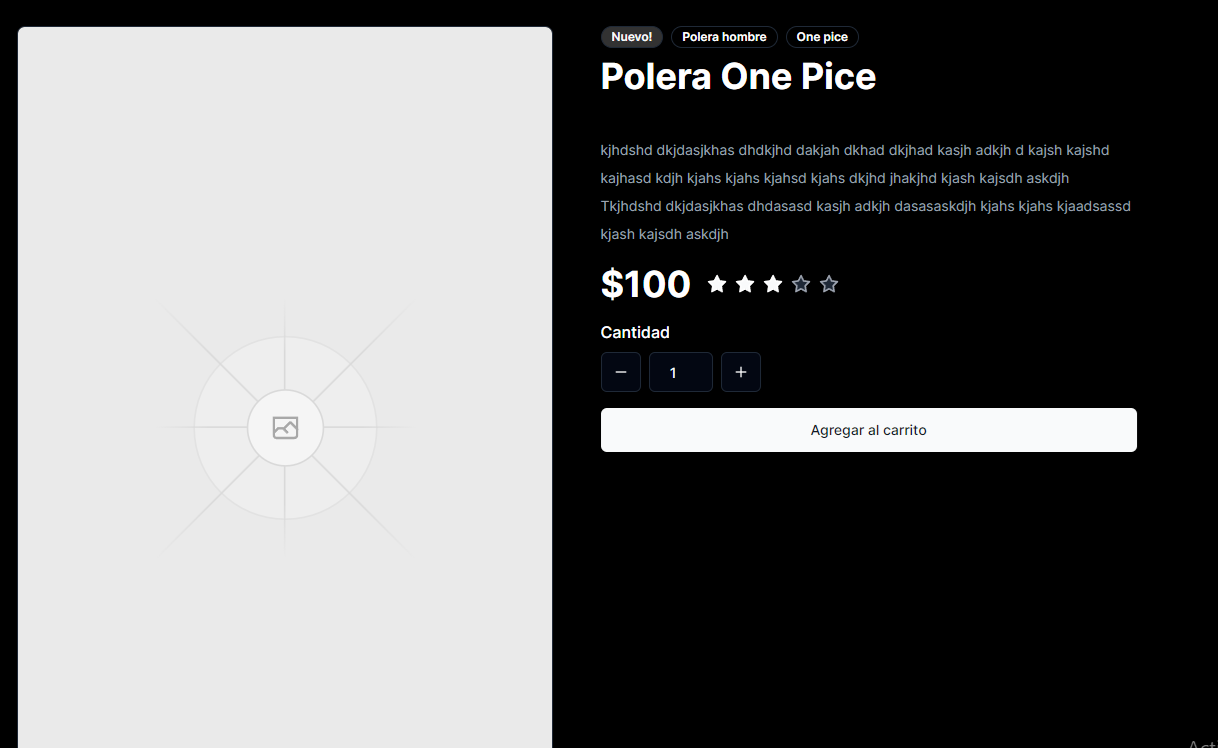 Nuevo! Polera hombre One pice
Polera One Pice
kjhdshd dkjdasjkhas dhdkjhd dakjah dkhad dkjhad kasjh adkjh d kajsh kajshd
kajhasd kdjh kjahs kjahs kjahsd kjahs dkjhd jhakjhd kjash kajsdh askdjh
Tkjhdshd dkjdasjkhas dhdasasd kasjh adkjh dasasaskdjh kjahs kjahs kjaadsassd
kjash kajsdh askdjh
$100
Cantidad
1
Agregar al carrito